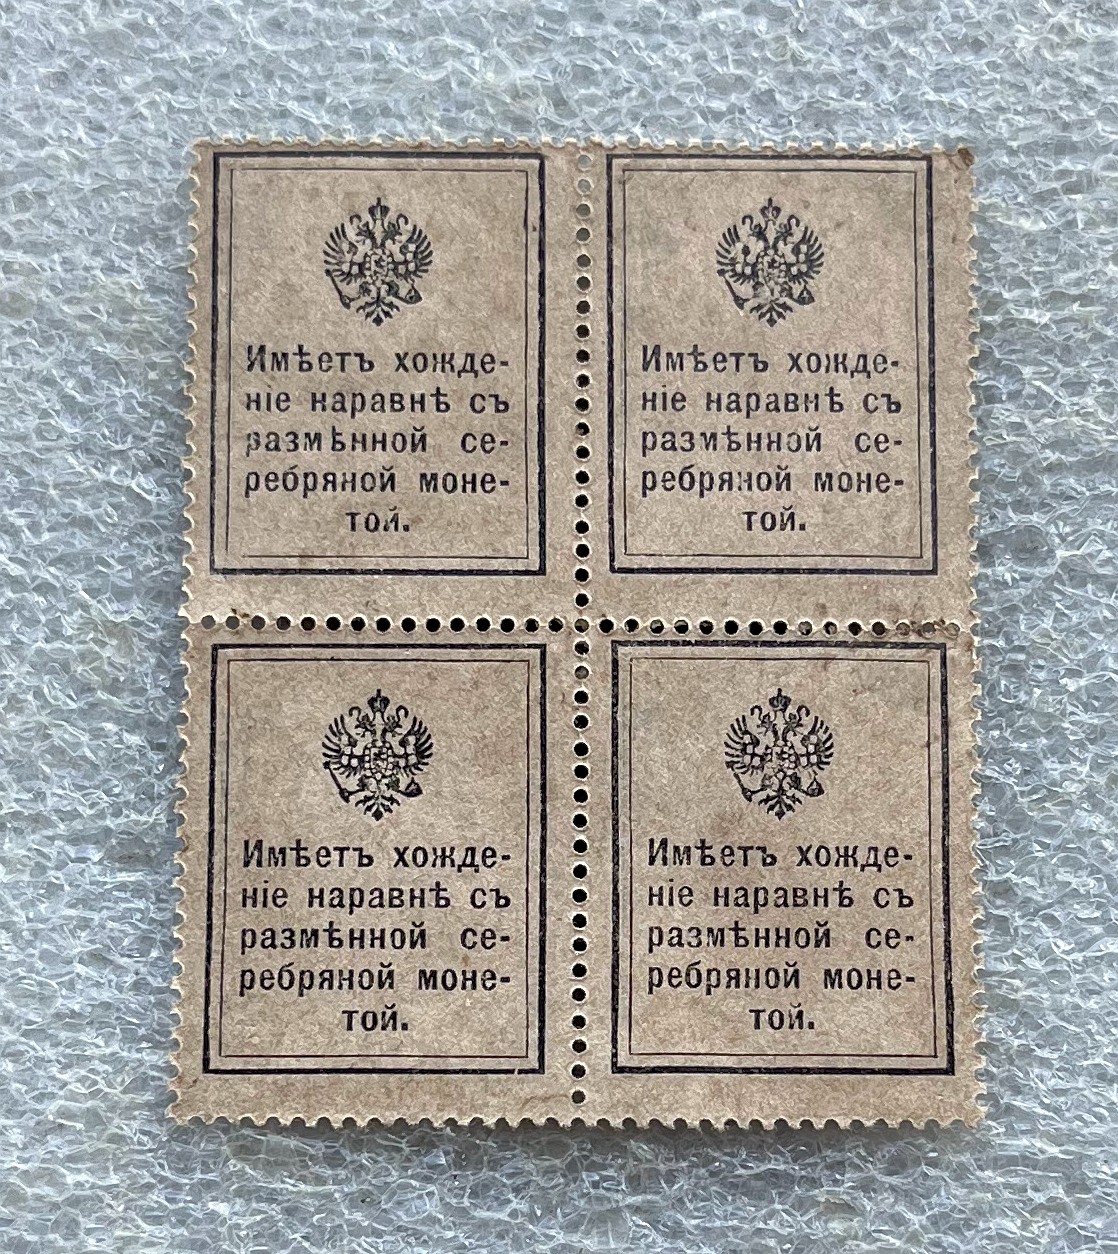 Имѣетъ хожде-
ніе наравнѣ съ
размѣнной се-
ребряной моне-
той.
Имѣетъ хожде-
ніе наравнѣ съ
размѣнной се-
ребряной моне-
той.
Имѣетъ хожде-
ніе наравнѣ съ
размѣнной се-
ребряной моне-
той.
Имѣетъ хожде-
ніе наравнѣ съ
размѣнной се-
ребряной моне-
той.